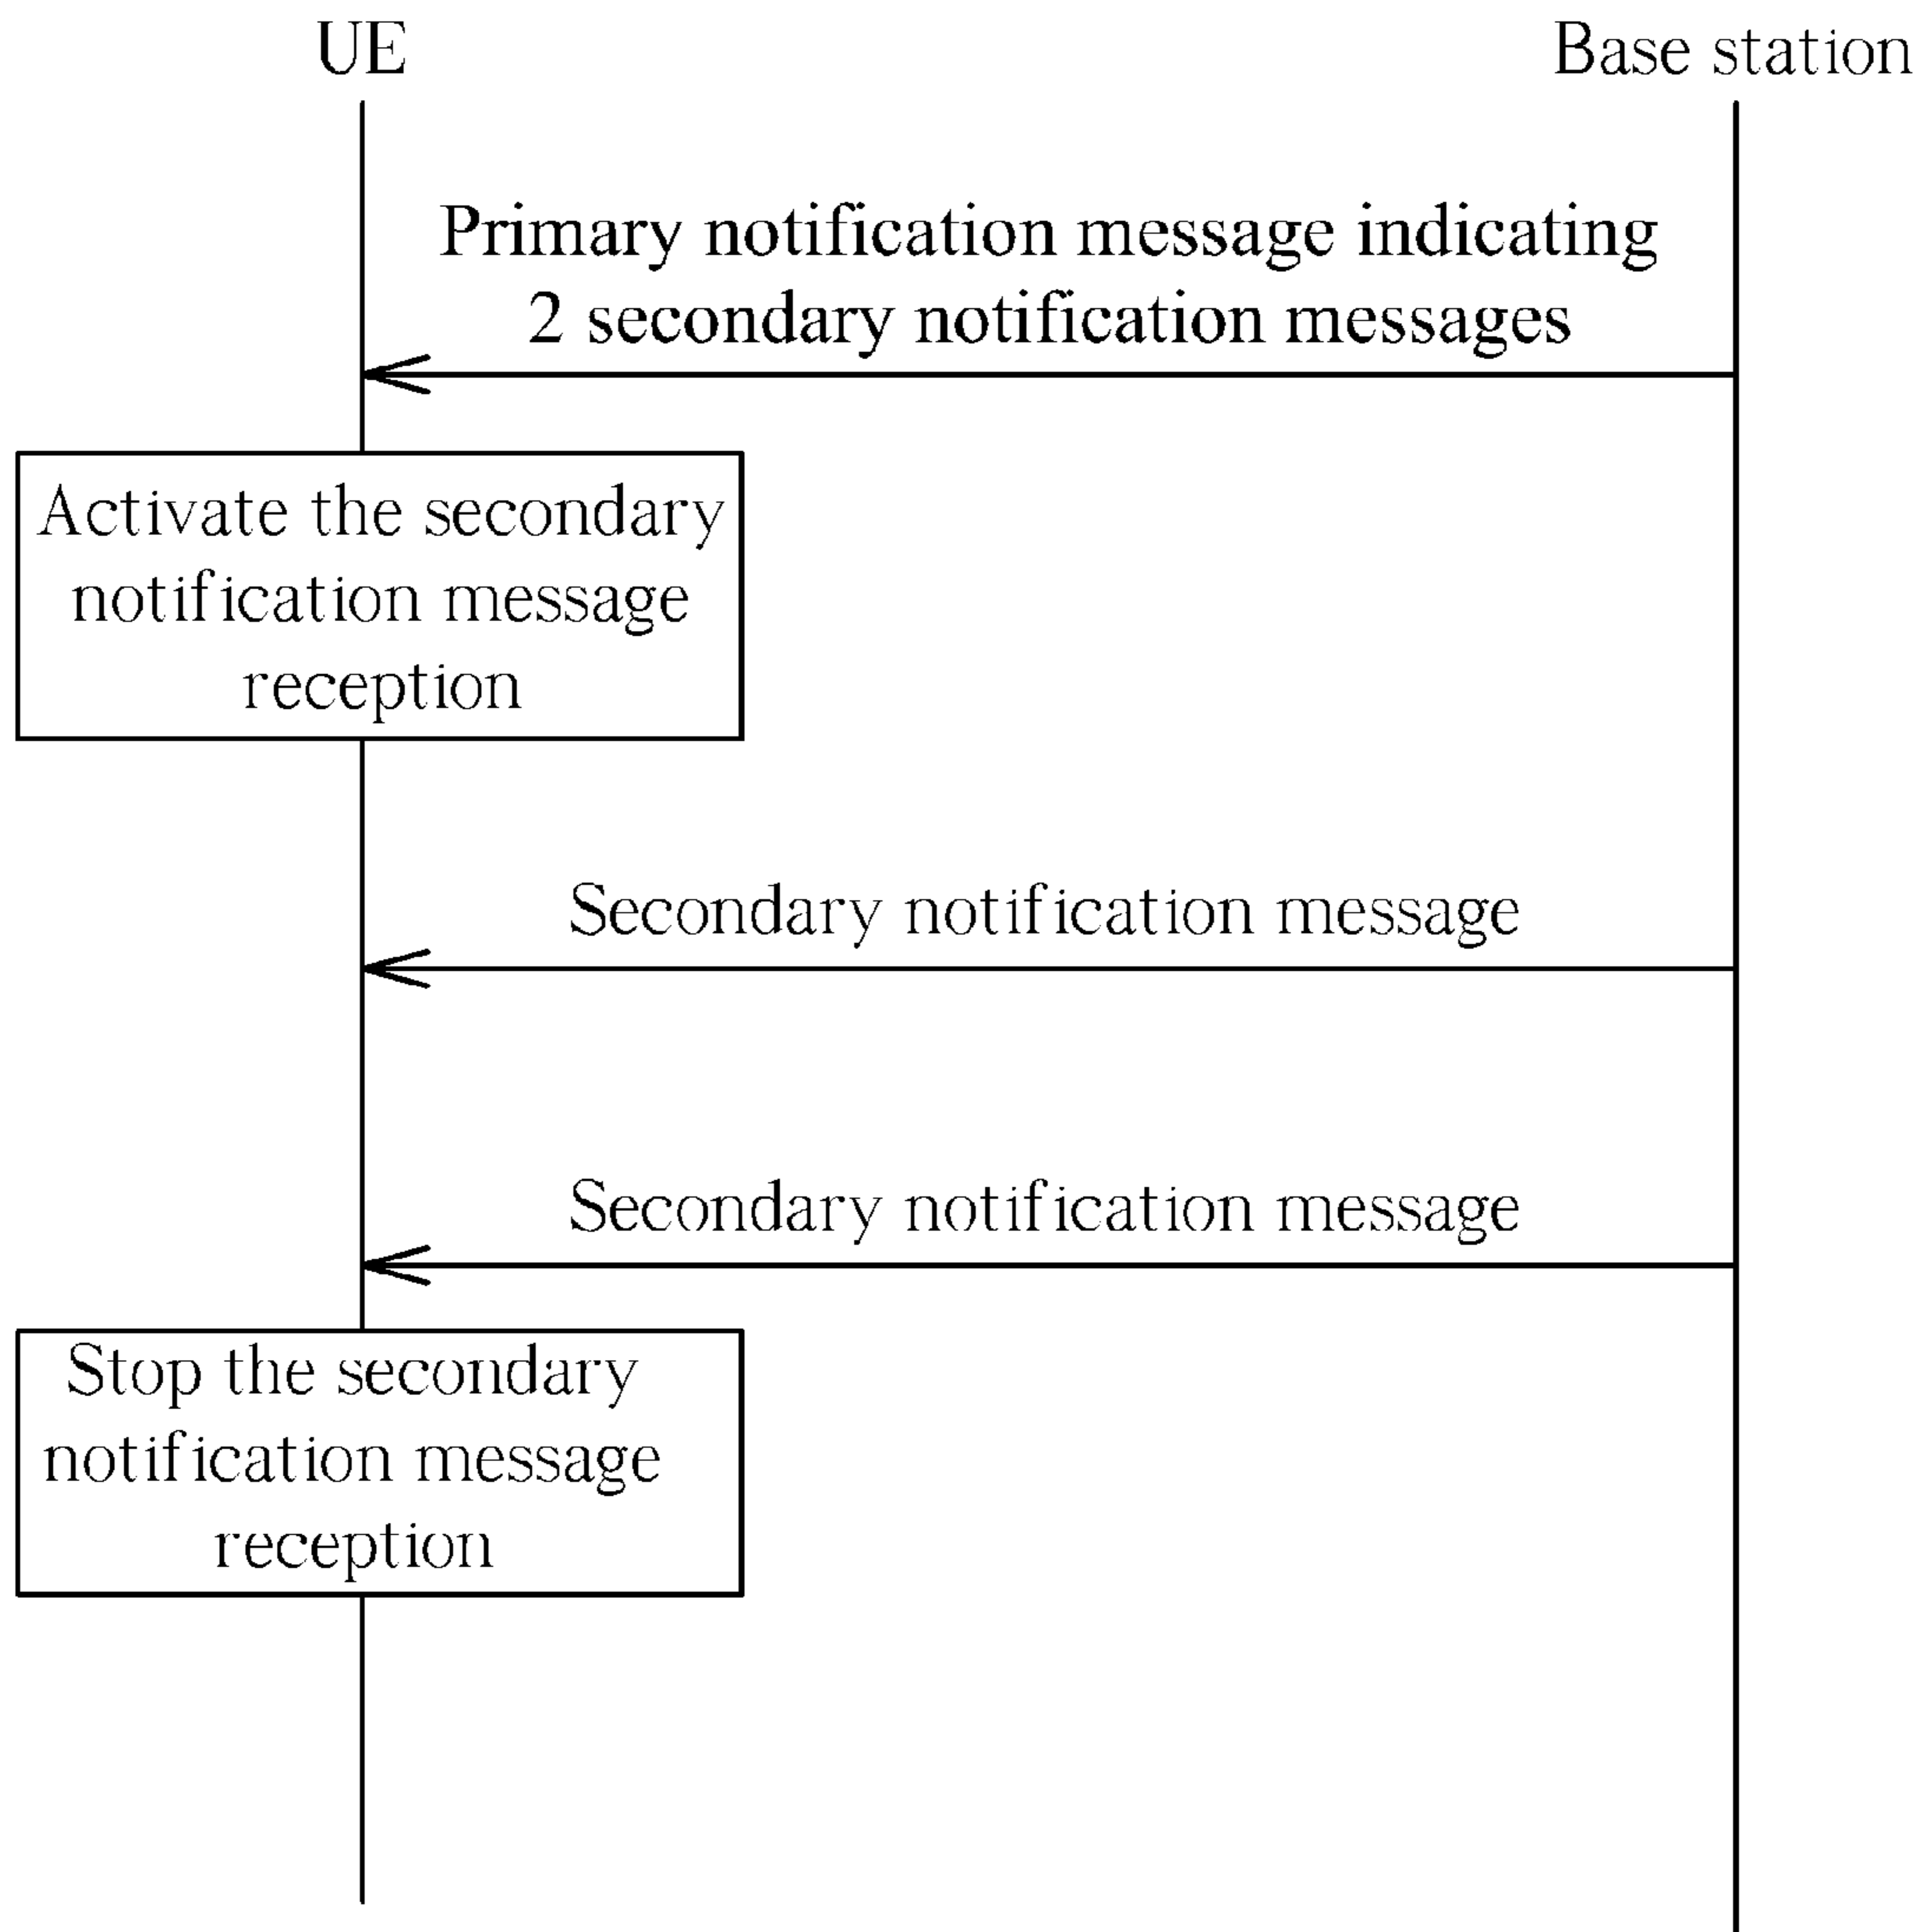 UE
Base station
Primary notification message indicating
2 secondary notification messages
Activate the secondary
notification message
reception
Secondary notification message
Secondary notification message
Stop the secondary
notification message
reception